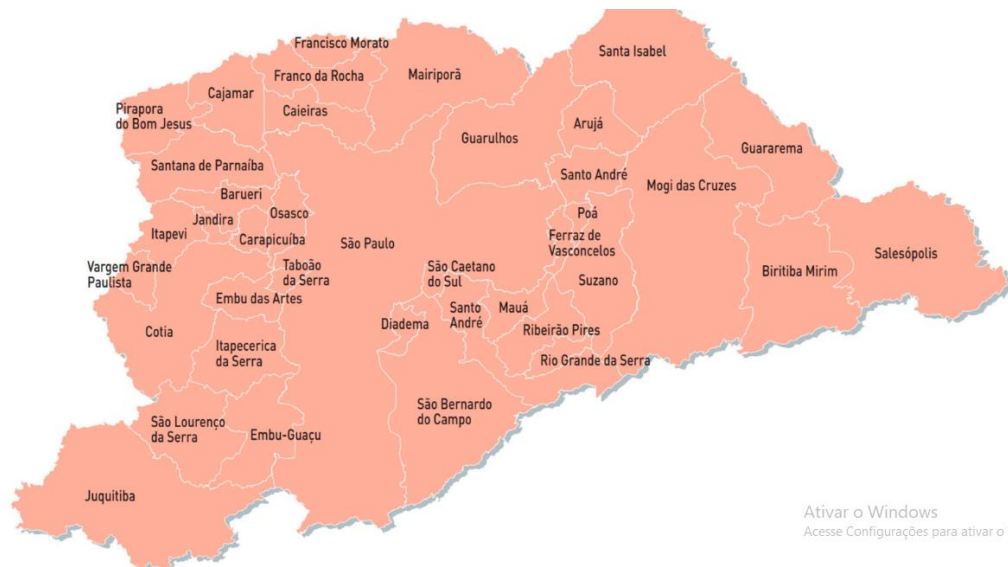 Francisco Morato
Santa Isabel
Franco da Rocha
Mairiporã
Cajamar
Pirapora
do Bom Jesus
Caieiras
Arujá
Guarulhos
Guararema
Santana de Parnaíba
Santo André
Mogi das Cruzes
Barueri
Osasco
Poá
Jandira
Itapevi
Carapicuíba
São Paulo
Ferraz de
Vasconcelos
Salesópolis
Vargem Grande
Paulista
Taboão
da Serra
São Caetano
do Sul
Biritiba Mirim
Suzano
Embu das Artes
Santo
André
Mauá
Cotia
Diadema
Ribeirão Pires
Itapecerica
da Serra
Rio Grande da Serra
São Bernardo
do Campo
São Lourenço
da Serra
Embu-Guaçu
Juquitiba
Ativar o Windows
Acesse Configurações para ativar o